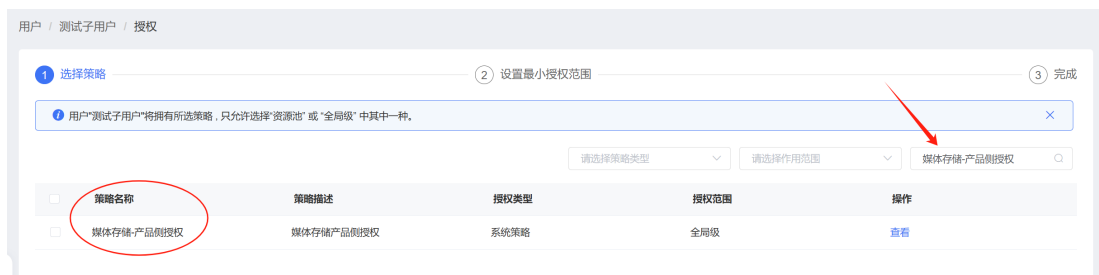 用户 / 测试子用户 / 授权
1 选择策略
2 设置最小授权范围
3 完成
用户"测试子用户"将拥有所选策略，只允许选择"资源池" 或 "全局级" 中其中一种。
请选择策略类型
请选择作用范围
媒体存储-产品侧授权
策略名称 策略描述 授权类型 授权范围 操作
媒体存储-产品侧授权 媒体存储产品侧授权 系统策略 全局级 查看